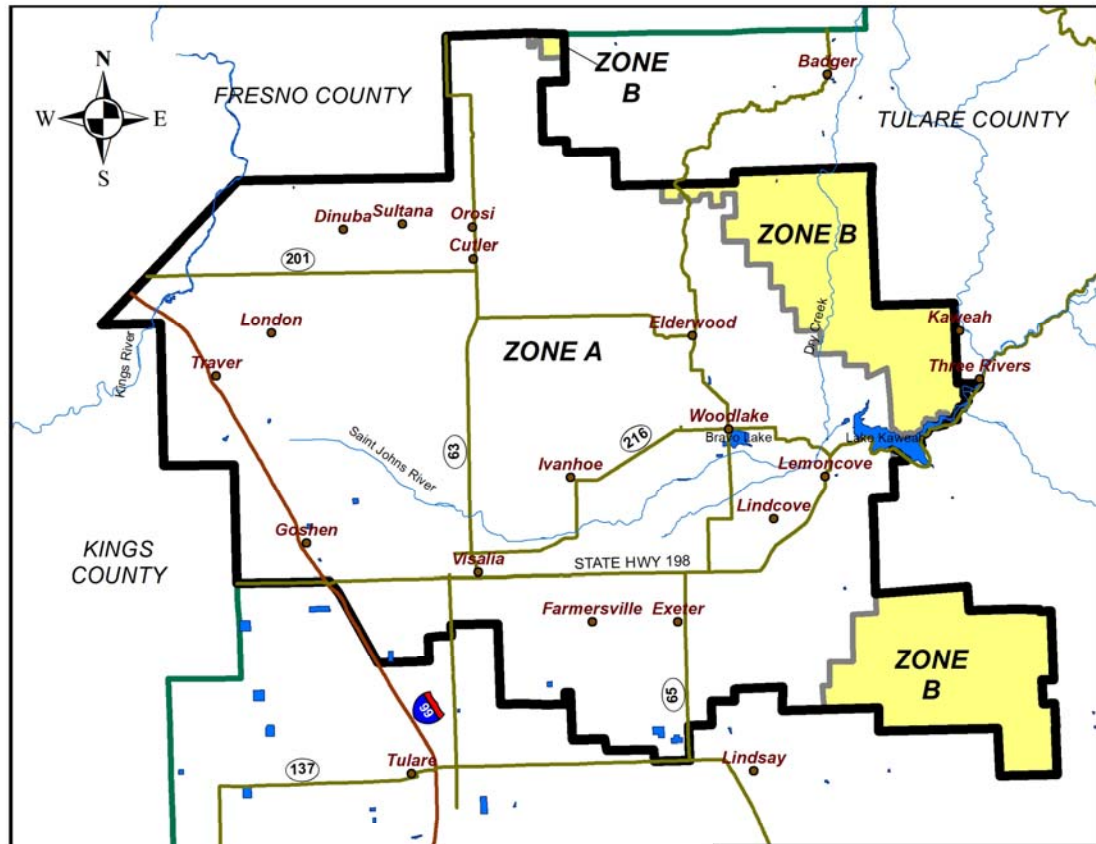 N
W
E
S
FRESNO COUNTY
ZONE
B
Badger
TULARE COUNTY
Dinuba
Sultana
Orosi
Cutler
201
ZONE B
Kings River
London
Traver
ZONE A
Elderwood
Dry Creek
Kaweah
Three Rivers
Woodlake
Bravo Lake
Lake Kaweah
216
63
Saint Johns River
Ivanhoe
Lemoncove
Lindcove
Goshen
KINGS
COUNTY
Visalia
STATE HWY 198
Farmersville
Exeter
ZONE
B
65
99
Tulare
137
Lindsay